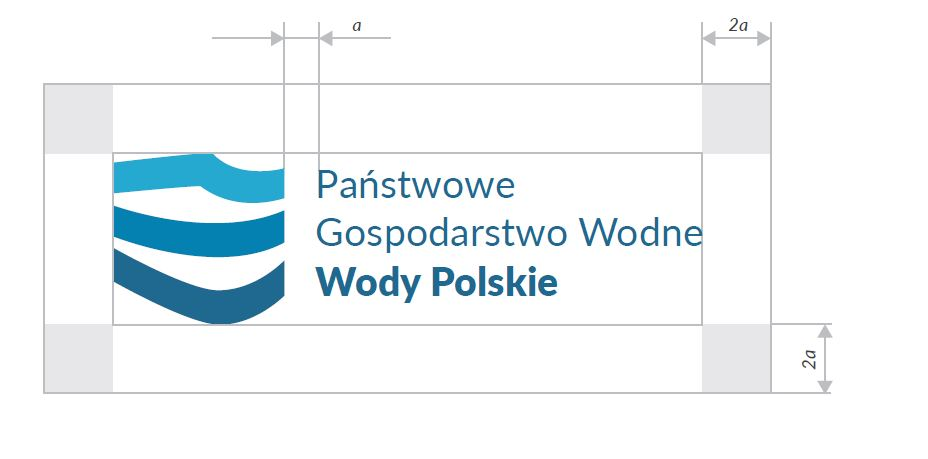 a
2a
Państwowe
Gospodarstwo Wodne
Wody Polskie
2a